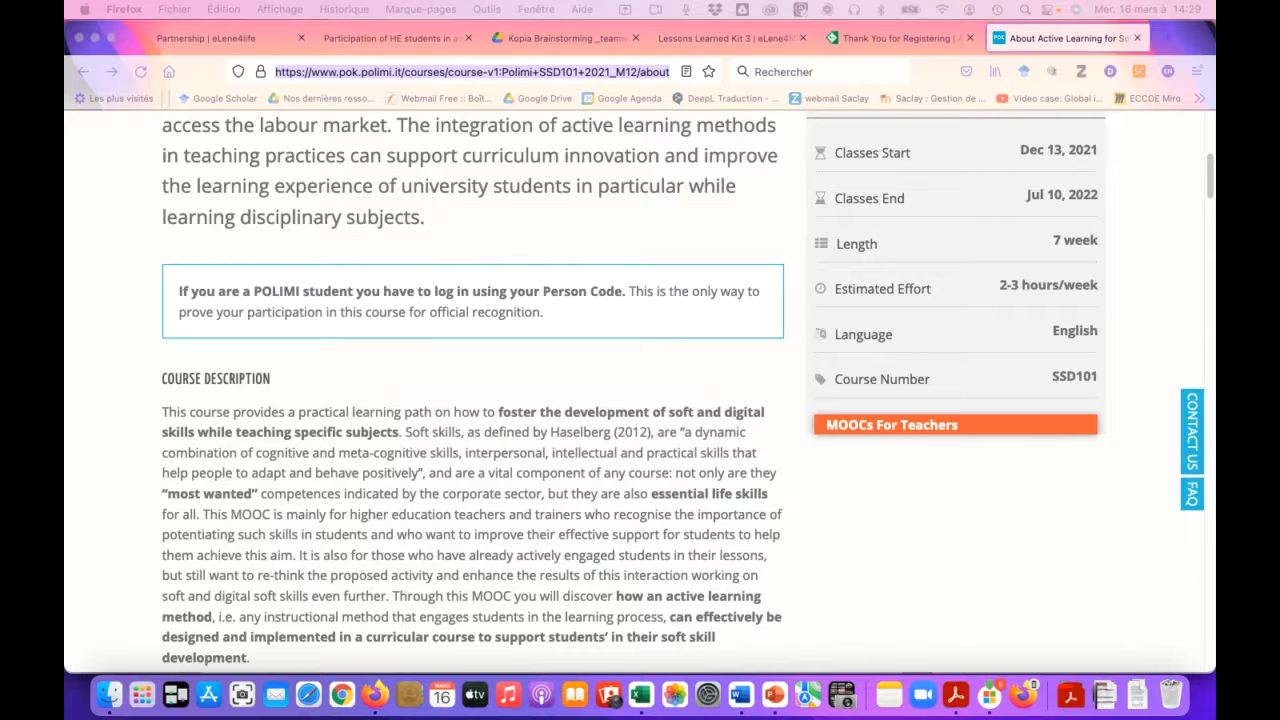 Firefox Fichier Édition Affichage Historique Marque-pages Outils Fenêtre Aide Mer. 16 mars à 14:29
Partnership | eLene4life Participation of HE students in a Kopia Brainstorming _team Lessons Learned Kit 3 | eLene4l Thank You for Registering | A About Active Learning for So
https://www.pok.polimi.it/courses/course-v1:Polimi+SSD101+2021_M12/about Rechercher
Les plus visités Google Scholar Nos dernières resso... Webmail Free :: Boît... Google Drive Google Agenda DeepL Traduction - ... webmail Saclay Saclay : Gestion de ... Video case: Global i... ECCOE Miro
access the labour market. The integration of active learning methods
in teaching practices can support curriculum innovation and improve
the learning experience of university students in particular while
learning disciplinary subjects.
If you are a POLIMI student you have to log in using your Person Code. This is the only way to
prove your participation in this course for official recognition.
COURSE DESCRIPTION
This course provides a practical learning path on how to foster the development of soft and digital
skills while teaching specific subjects. Soft skills, as defined by Haselberg (2012), are “a dynamic
combination of cognitive and meta-cognitive skills, interpersonal, intellectual and practical skills that
help people to adapt and behave positively”, and are a vital component of any course: not only are they
“most wanted” competences indicated by the corporate sector, but they are also essential life skills
for all. This MOOC is mainly for higher education teachers and trainers who recognise the importance of
potentiating such skills in students and who want to improve their effective support for students to help
them achieve this aim. It is also for those who have already actively engaged students in their lessons,
but still want to re-think the proposed activity and enhance the results of this interaction working on
soft and digital soft skills even further. Through this MOOC you will discover how an active learning
method, i.e. any instructional method that engages students in the learning process, can effectively be
designed and implemented in a curricular course to support students’ in their soft skill
development.
Classes Start Dec 13, 2021
Classes End Jul 10, 2022
Length 7 week
Estimated Effort 2-3 hours/week
Language English
Course Number SSD101
MOOCs For Teachers
CONTACT US
FAQ
MARS
16
tv